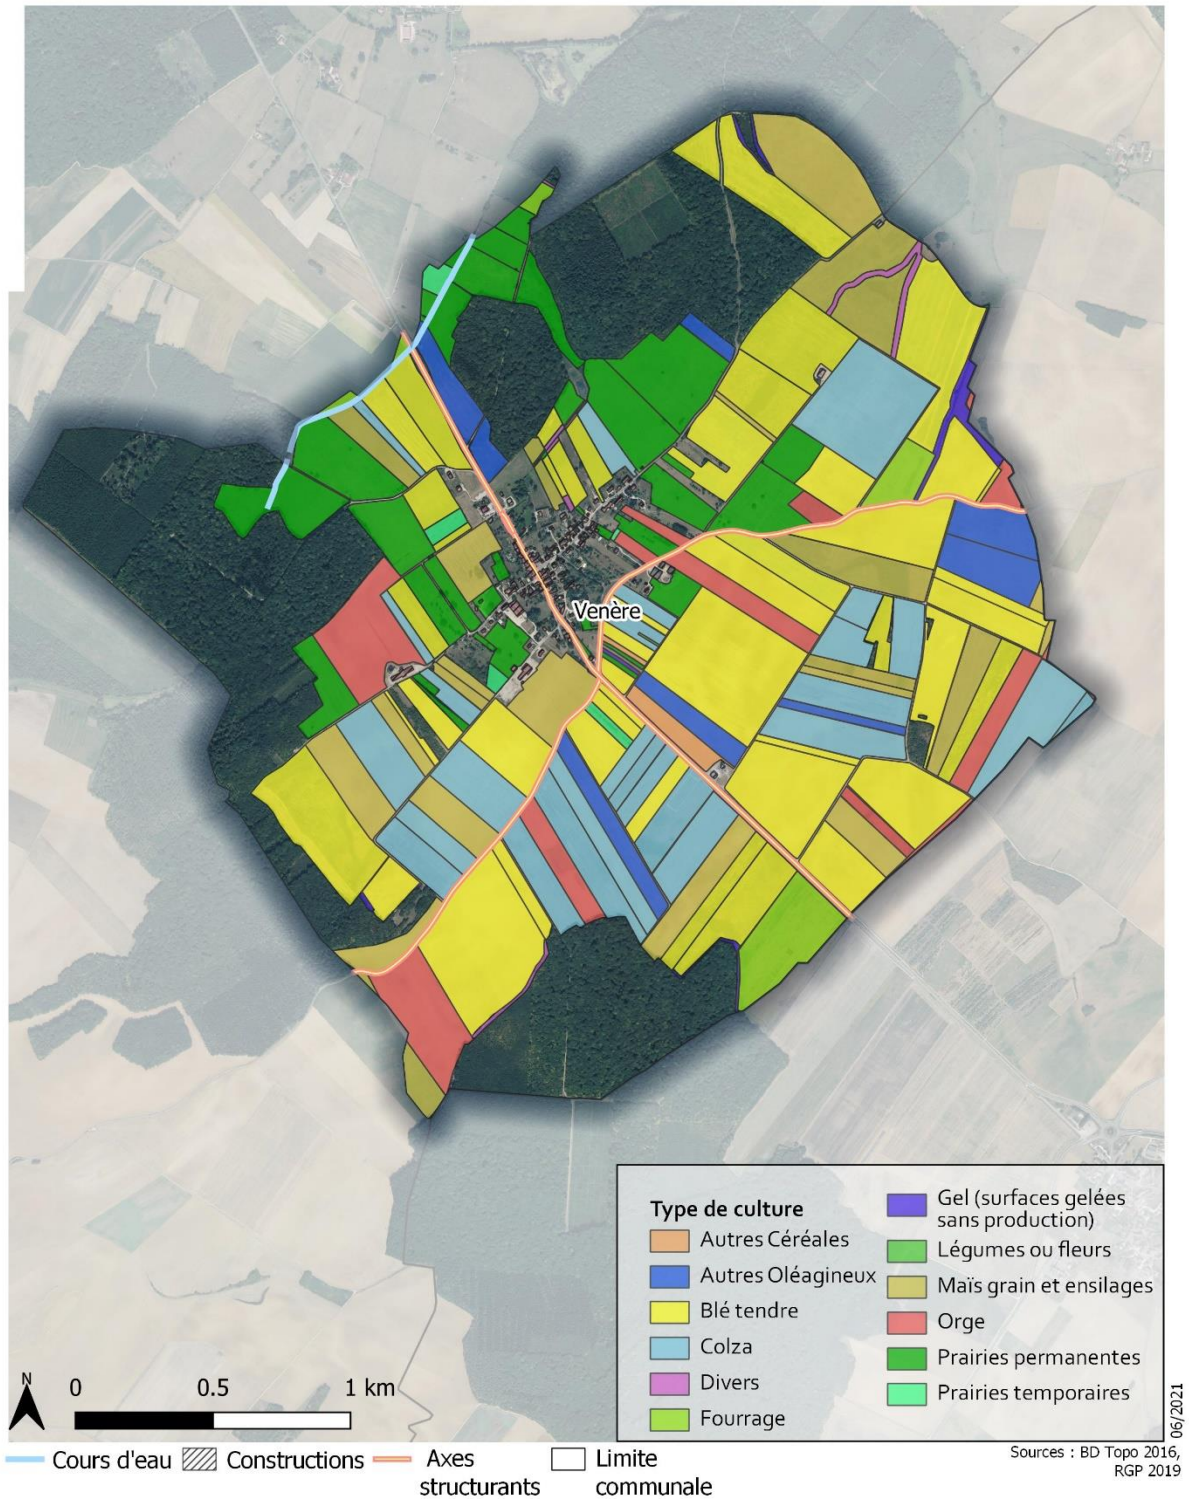 Venère
Type de culture
Autres Céréales
Autres Oléagineux
Blé tendre
Colza
Divers
Fourrage
Gel (surfaces gelées
sans production)
Légumes ou fleurs
Maïs grain et ensilages
Orge
Prairies permanentes
Prairies temporaires
N
0 0.5 1 km
06/2021
Cours d'eau Constructions Axes
structurants
Limite
communale
Sources : BD Topo 2016,
RGP 2019